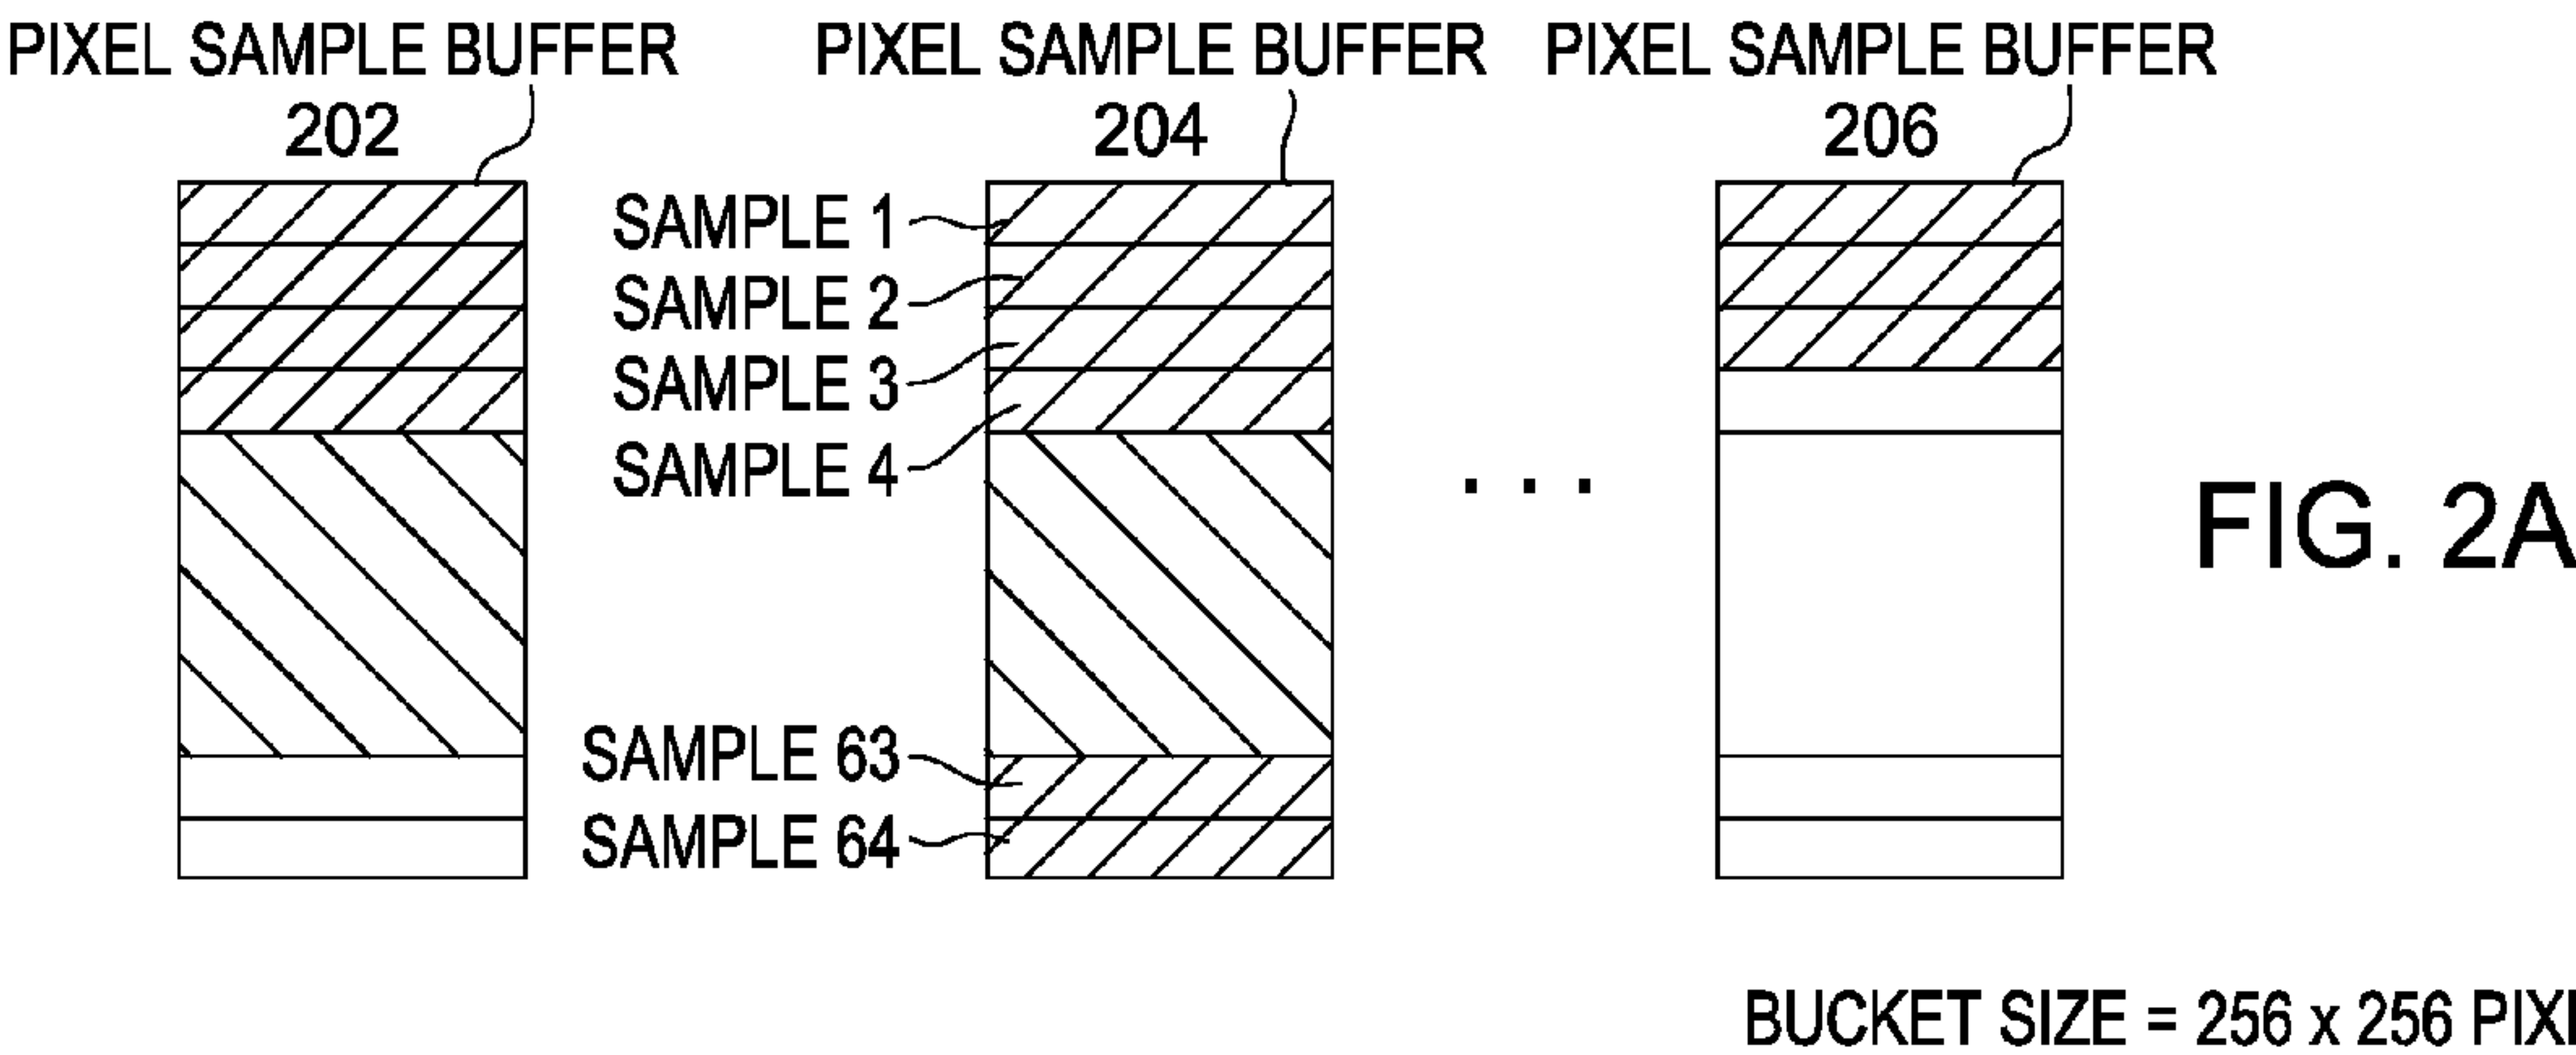 PIXEL SAMPLE BUFFER
202
PIXEL SAMPLE BUFFER
204
PIXEL SAMPLE BUFFER
206
SAMPLE 1
SAMPLE 2
SAMPLE 3
SAMPLE 4
SAMPLE 63
SAMPLE 64
. . .
FIG. 2A
BUCKET SIZE = 256 x 256